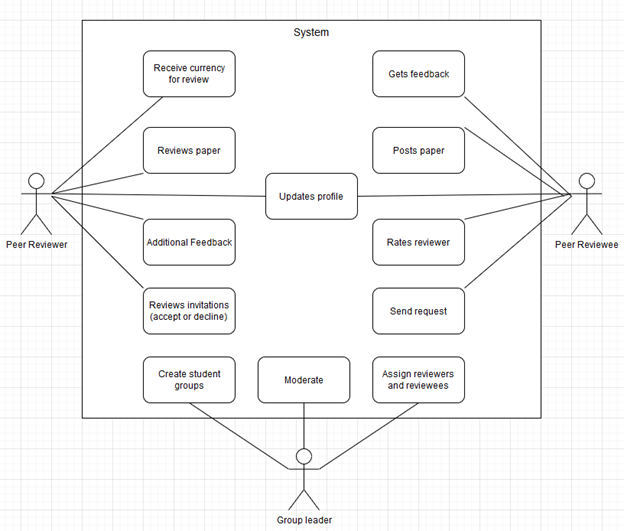 System
Receive currency
for review
Gets feedback
Reviews paper
Posts paper
Updates profile
Peer Reviewer
Additional Feedback
Rates reviewer
Peer Reviewee
Reviews invitations
(accept or decline)
Send request
Create student
groups
Moderate
Assign reviewers
and reviewees
Group leader